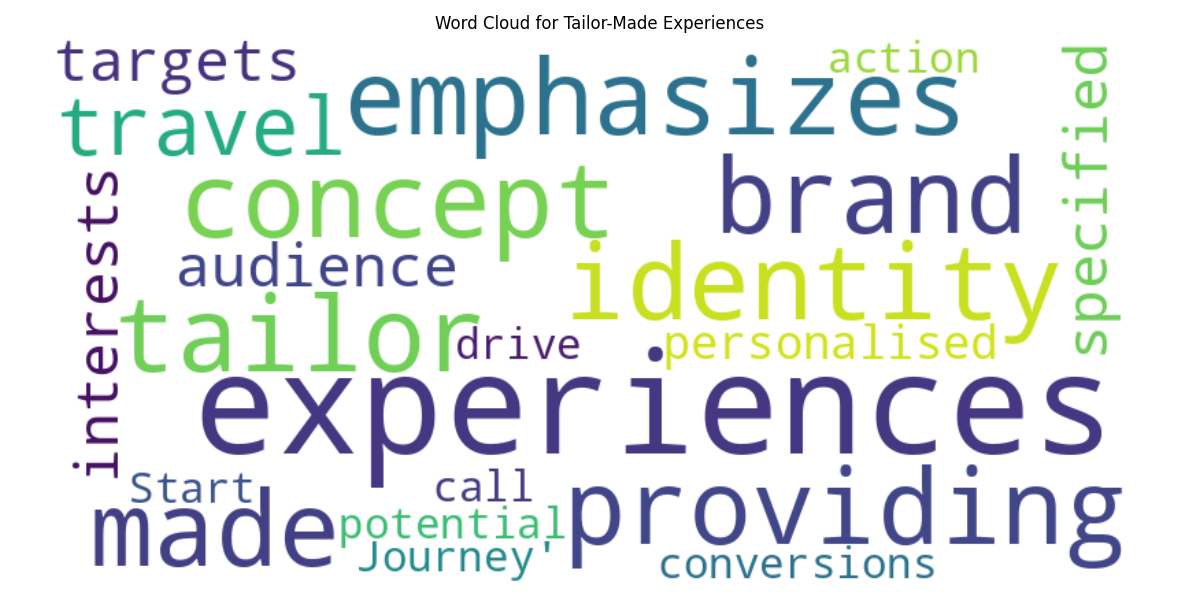 Word Cloud for Tailor-Made Experiences
targets
action
emphasizes
travel
specified
brand
concept
interests
audience
identity
tailor
drive
personalised
experiences
Start
call
providing
made
potential
Journey'
conversions